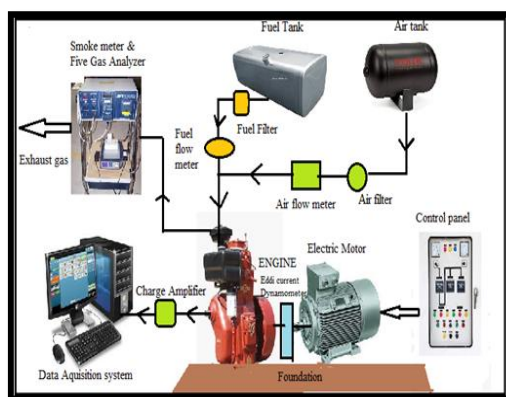 Smoke meter &
Five Gas Analyzer
Fuel Tank
Air tank
Fuel Filter
Fuel
flow
meter
Exhaust gas
Air flow meter
Air filter
Control panel
ENGINE
Eddi current
Dynamometer
Electric Motor
Charge Amplifier
Data Aquisition system
Foundation